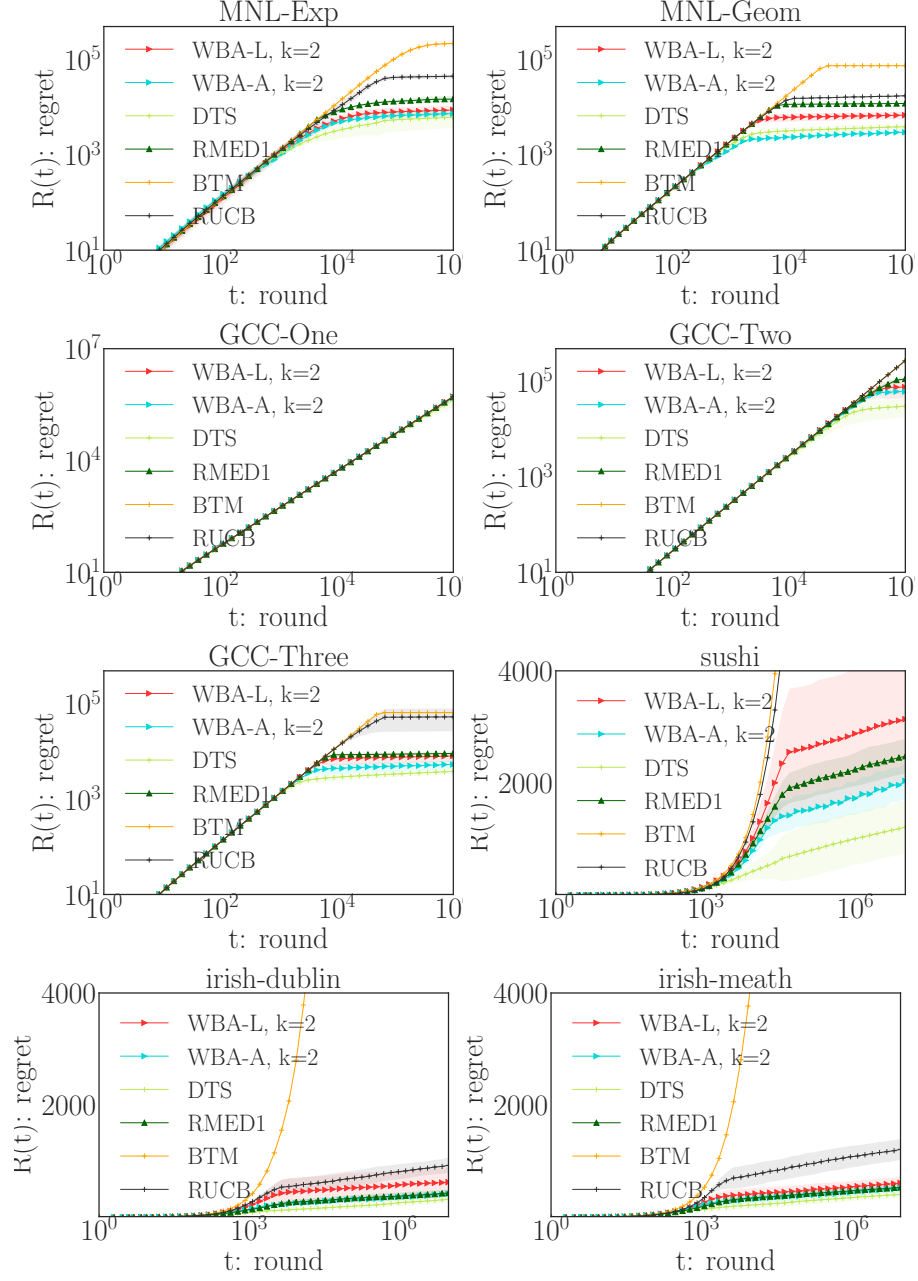 MNL-Exp
R(t): regret
10^5
10^3
10^1
WBA-L, k=2
WBA-A, k=2
DTS
RMED1
BTM
RUCB
10^0 10^2 10^4 10
t: round
MNL-Geom
R(t): regret
10^5
10^3
10^1
WBA-L, k=2
WBA-A, k=2
DTS
RMED1
BTM
RUCB
10^0 10^2 10^4 10
t: round
GCC-One
R(t): regret
10^7
10^4
10^1
WBA-L, k=2
WBA-A, k=2
DTS
RMED1
BTM
RUCB
10^0 10^2 10^4 10
t: round
GCC-Two
R(t): regret
10^5
10^3
10^1
WBA-L, k=2
WBA-A, k=2
DTS
RMED1
BTM
RUCB
10^0 10^2 10^4 10
t: round
GCC-Three
R(t): regret
10^5
10^3
10^1
WBA-L, k=2
WBA-A, k=2
DTS
RMED1
BTM
RUCB
10^0 10^2 10^4 10
t: round
sushi
R(t): regret
4000
2000
WBA-L, k=2
WBA-A, k=2
DTS
RMED1
BTM
RUCB
10^0 10^3 10^6
t: round
irish-dublin
R(t): regret
4000
2000
WBA-L, k=2
WBA-A, k=2
DTS
RMED1
BTM
RUCB
10^0 10^3 10^6
t: round
irish-meath
R(t): regret
4000
2000
WBA-L, k=2
WBA-A, k=2
DTS
RMED1
BTM
RUCB
10^0 10^3 10^6
t: round